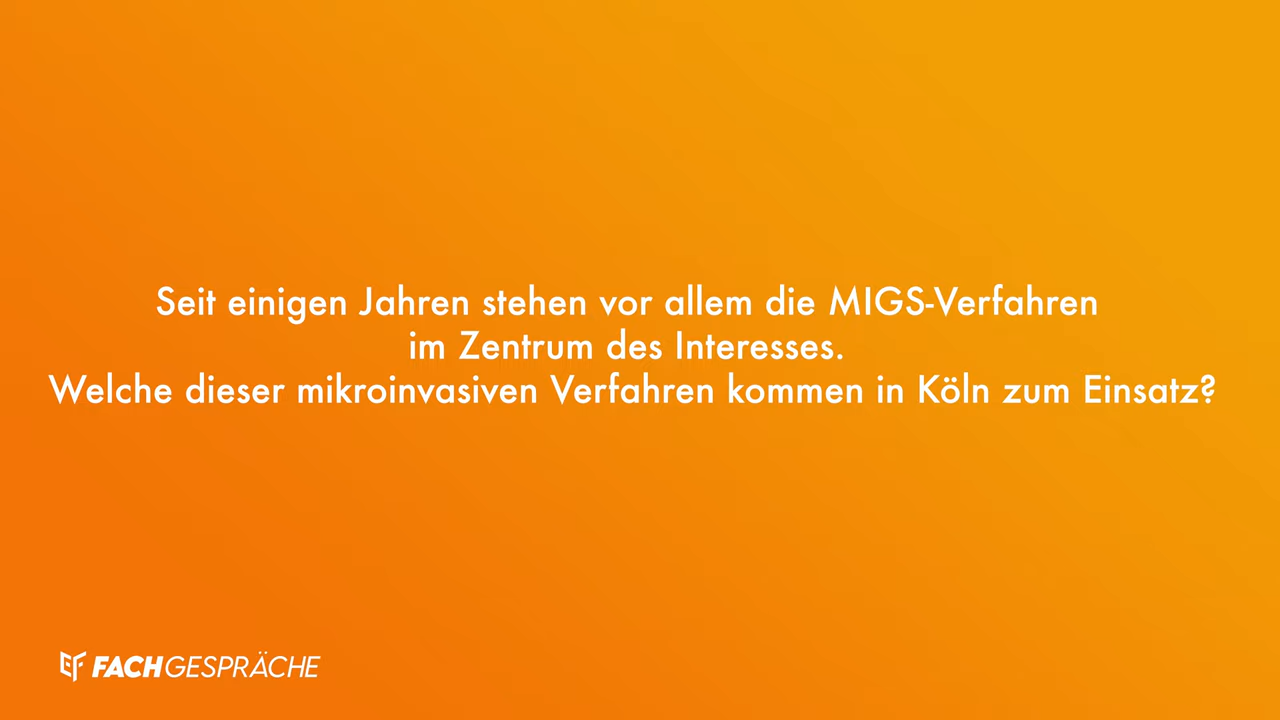 Seit einigen Jahren stehen vor allem die MIGS-Verfahren
im Zentrum des Interesses.
Welche dieser mikroinvasiven Verfahren kommen in Köln zum Einsatz?
EF FACHGESPRÄCHE